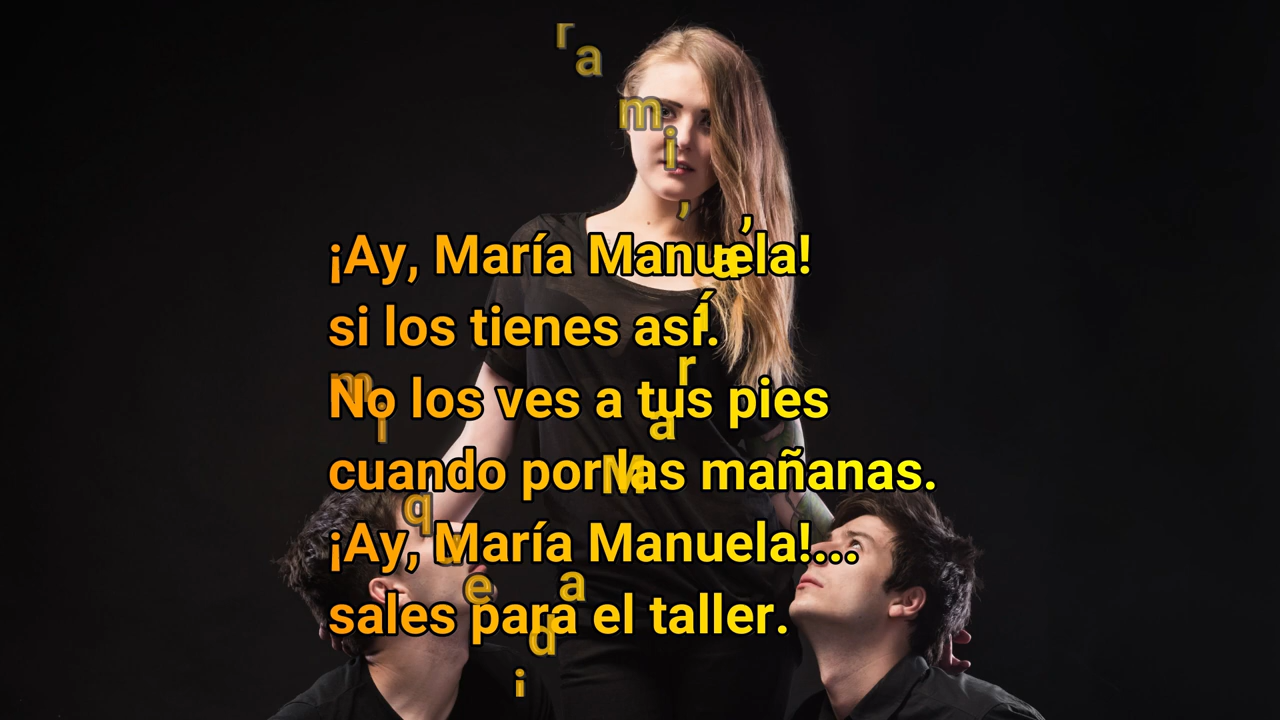 ¡Ay, María Manuela!
si los tienes así.
No los ves a tus pies
cuando por las mañanas.
¡Ay, María Manuela!...
sales para el taller.